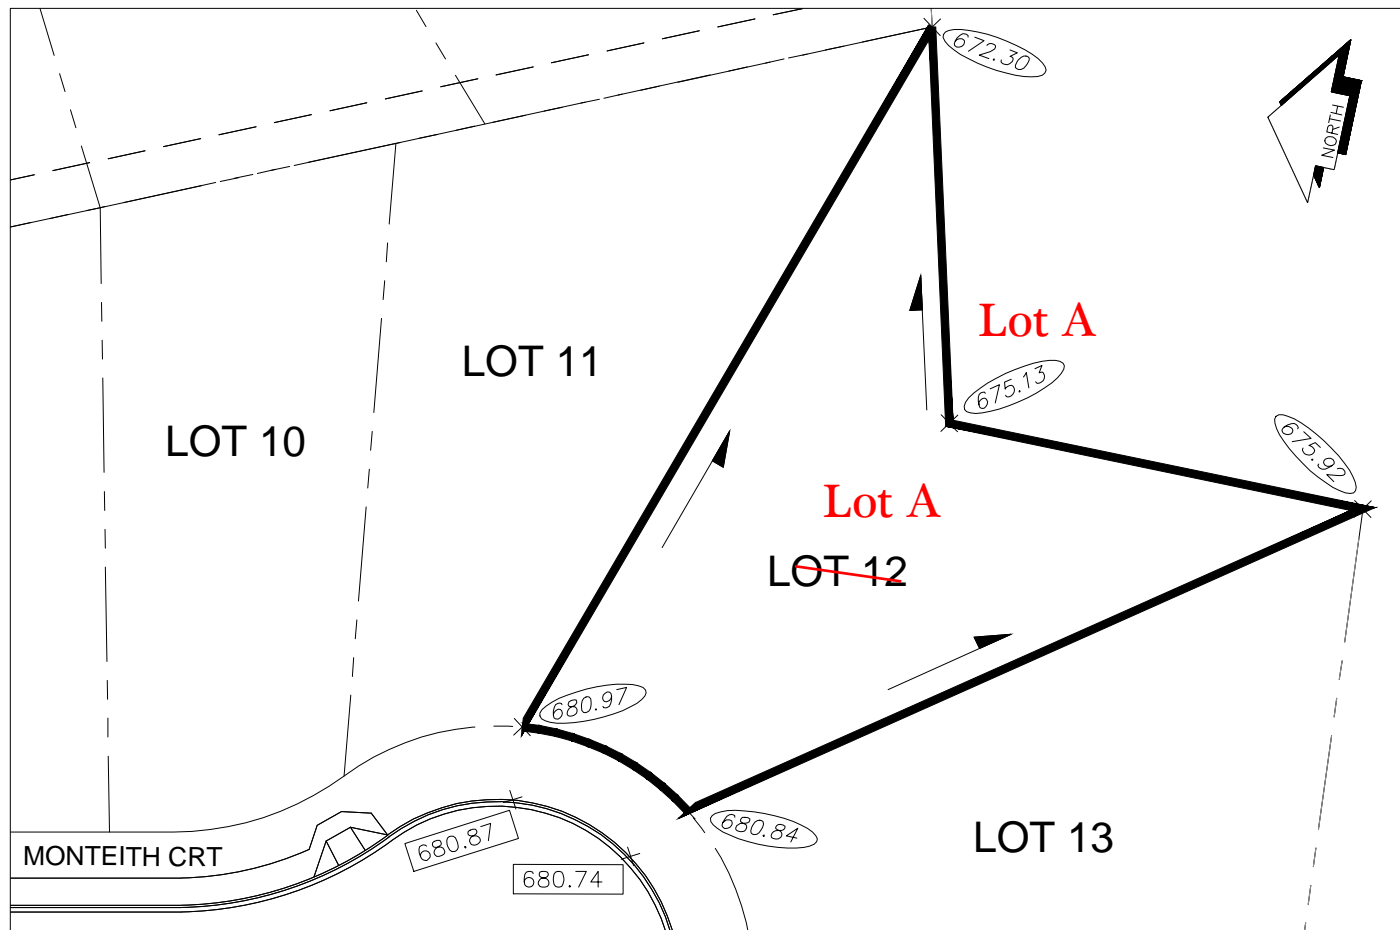 672.30
NORTH
Lot A
LOT 11
675.13
LOT 10
675.92
Lot A
LOT 12
680.97
680.84
LOT 13
MONTEITH CRT
680.87
680.74